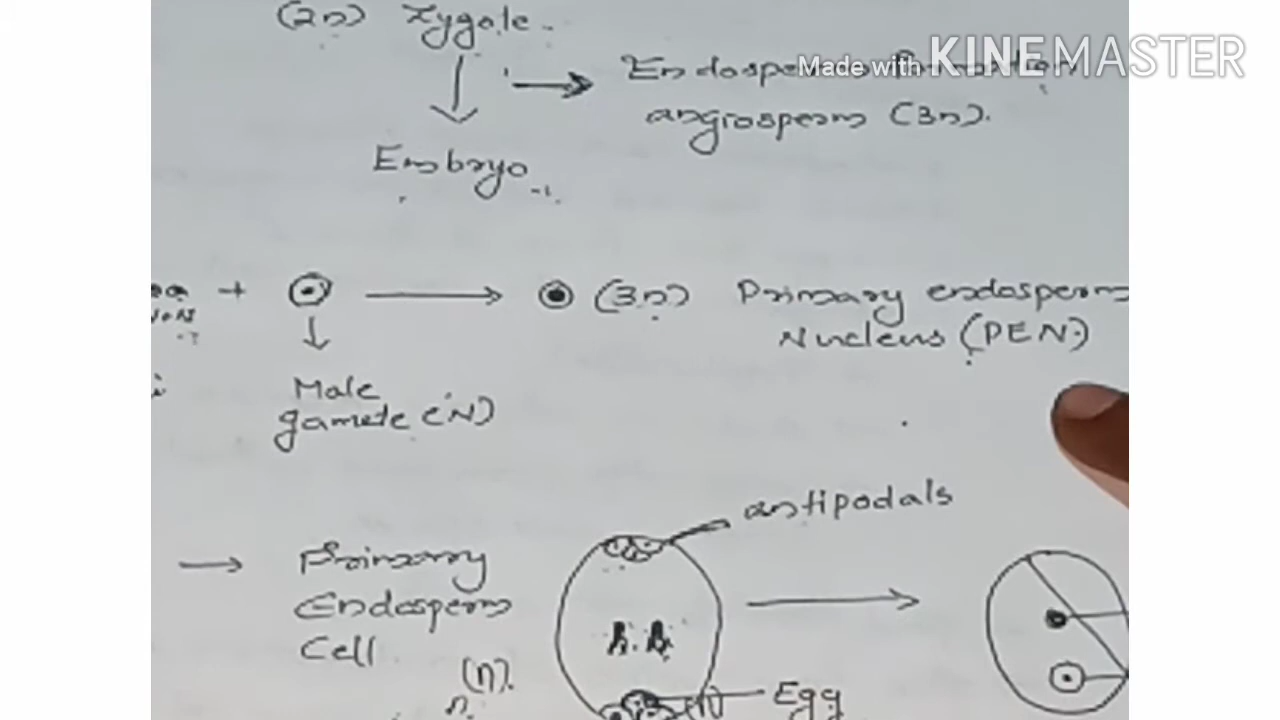 (2n) Zygote
Made with KINEMASTER
Endosperm formation
angiosperm (3n).
Embryo
+ → (3n) Primary endosperm
Nucleus (PEN)
Male
gamete (N)
antipodals
→ Primary
Endosperm
Cell
(n).
n.
(n) Egg